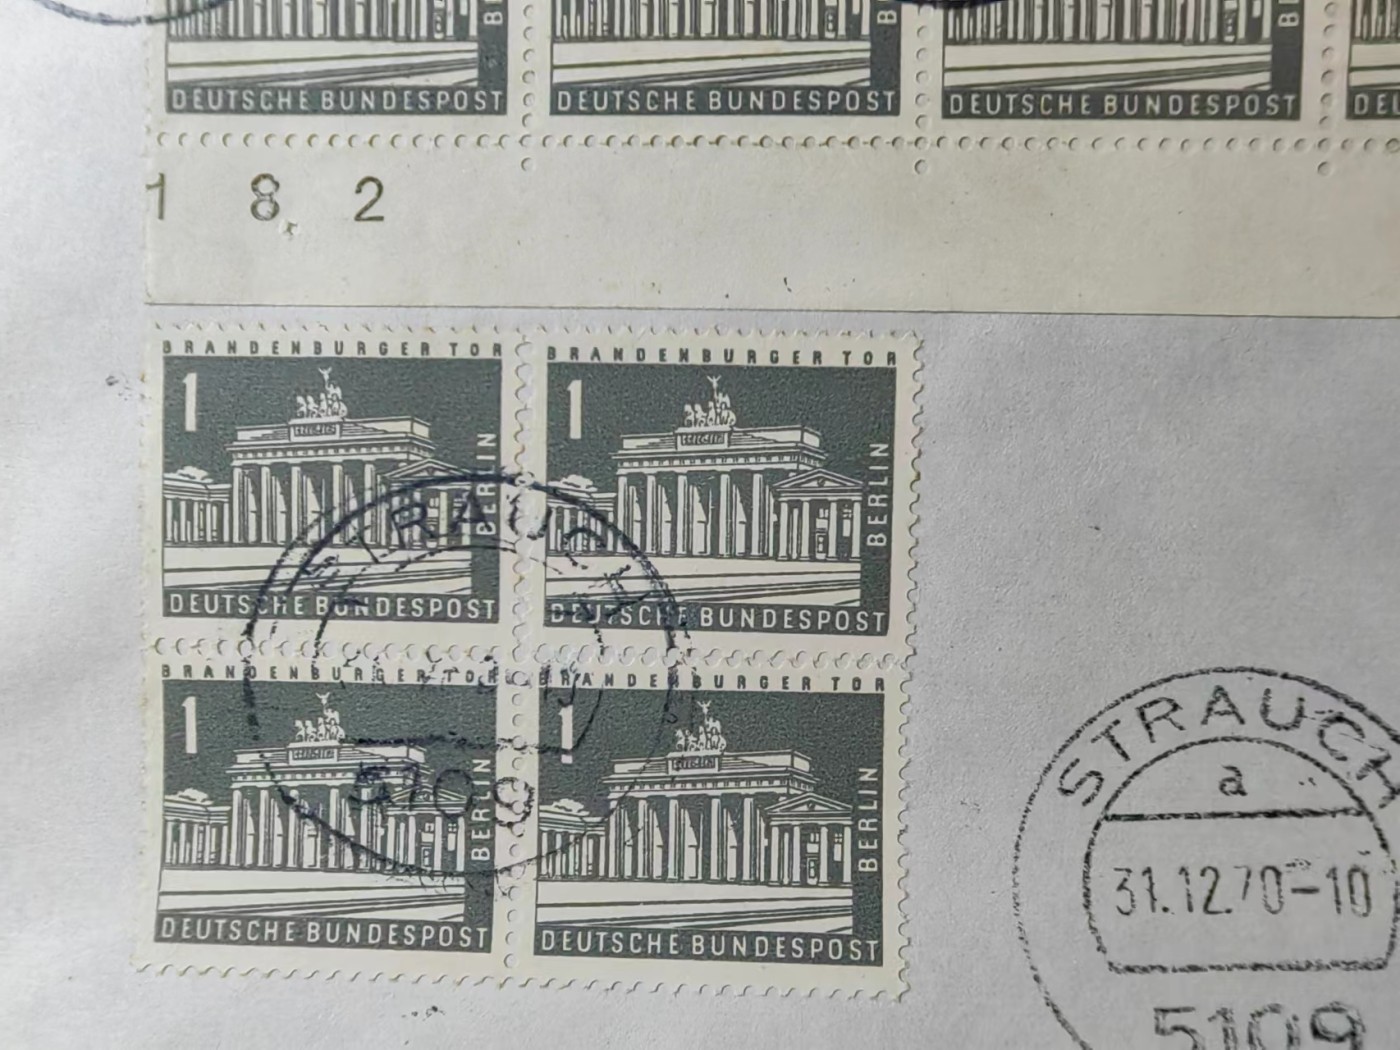 DEUTSCHE BUNDESPOST DEUTSCHE BUNDESPOST DEUTSCHE BUNDESPOST
1 8 2
BRANDENBURGER TOR
1
BERLIN
DEUTSCHE BUNDESPOST
BRANDENBURGER TOR
1
BERLIN
DEUTSCHE BUNDESPOST
BRANDENBURGER TOR
1
BERLIN
DEUTSCHE BUNDESPOST
BRANDENBURGER TOR
1
BERLIN
DEUTSCHE BUNDESPOST
STRAUCH
5109
STRAUCH
a
31.12.70-10
5109